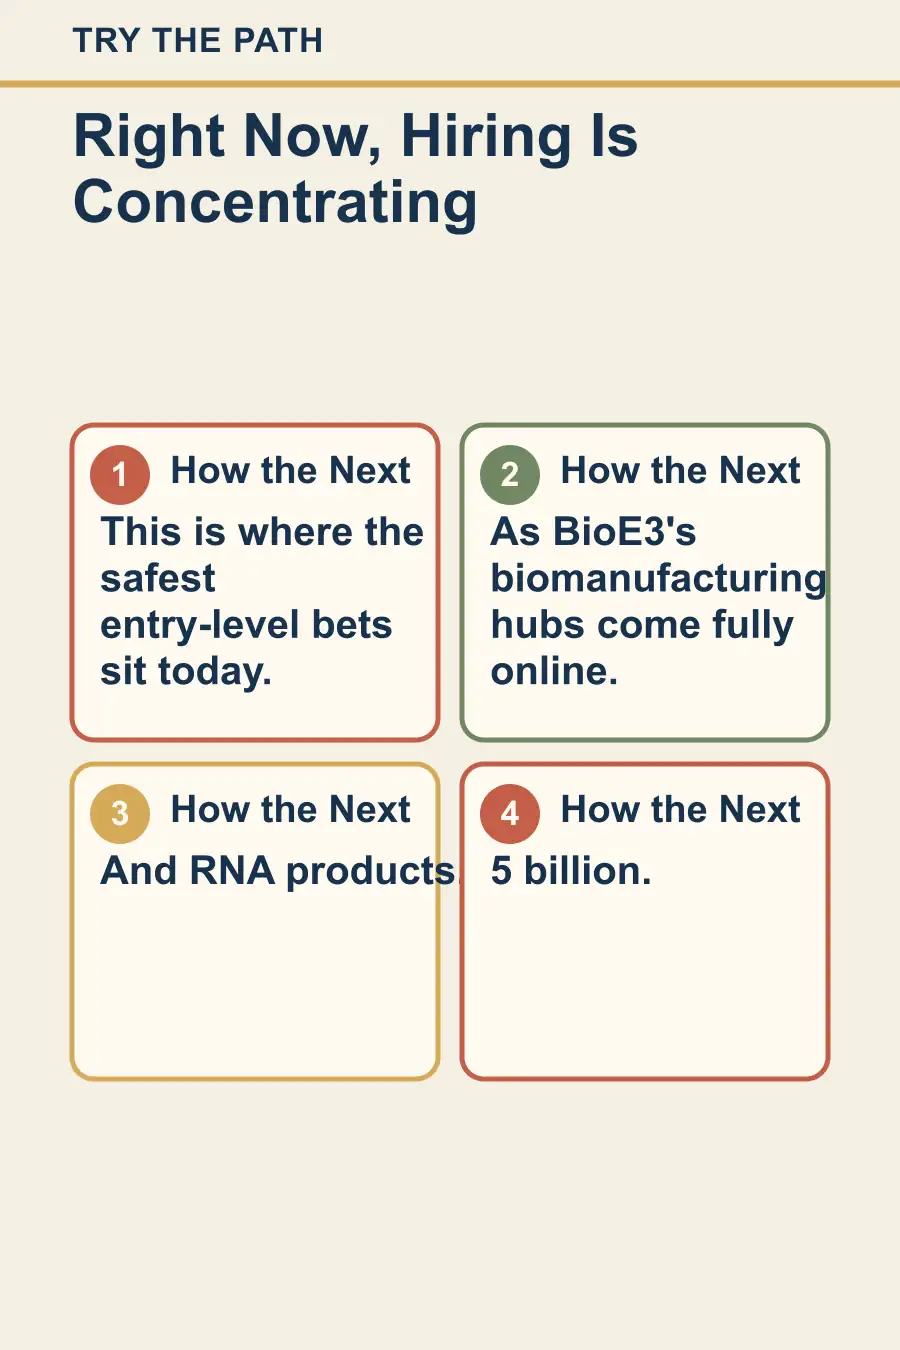 TRY THE PATH
Right Now, Hiring Is
Concentrating
1 How the Next
This is where the
safest
entry-level bets
sit today.
2 How the Next
As BioE3's
biomanufacturing
hubs come fully
online.
3 How the Next
And RNA products.
4 How the Next
5 billion.